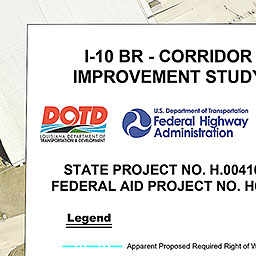 I-10 BR - CORRIDOR
IMPROVEMENT STUDY
DOTD
LOUISIANA DEPARTMENT OF
TRANSPORTATION & DEVELOPMENT
U.S. Department of Transportation
Federal Highway
Administration
STATE PROJECT NO. H.00410
FEDERAL AID PROJECT NO. H0
Legend
Apparent Proposed Required Right of W